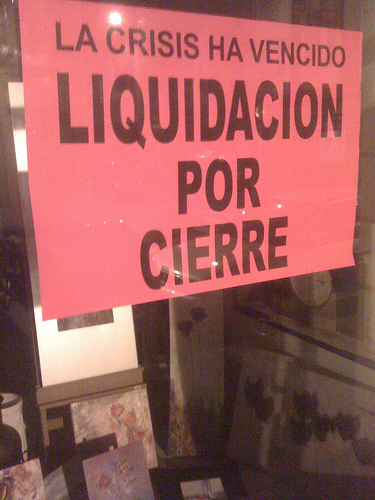 LA CRISIS HA VENCIDO
LIQUIDACION
POR
CIERRE